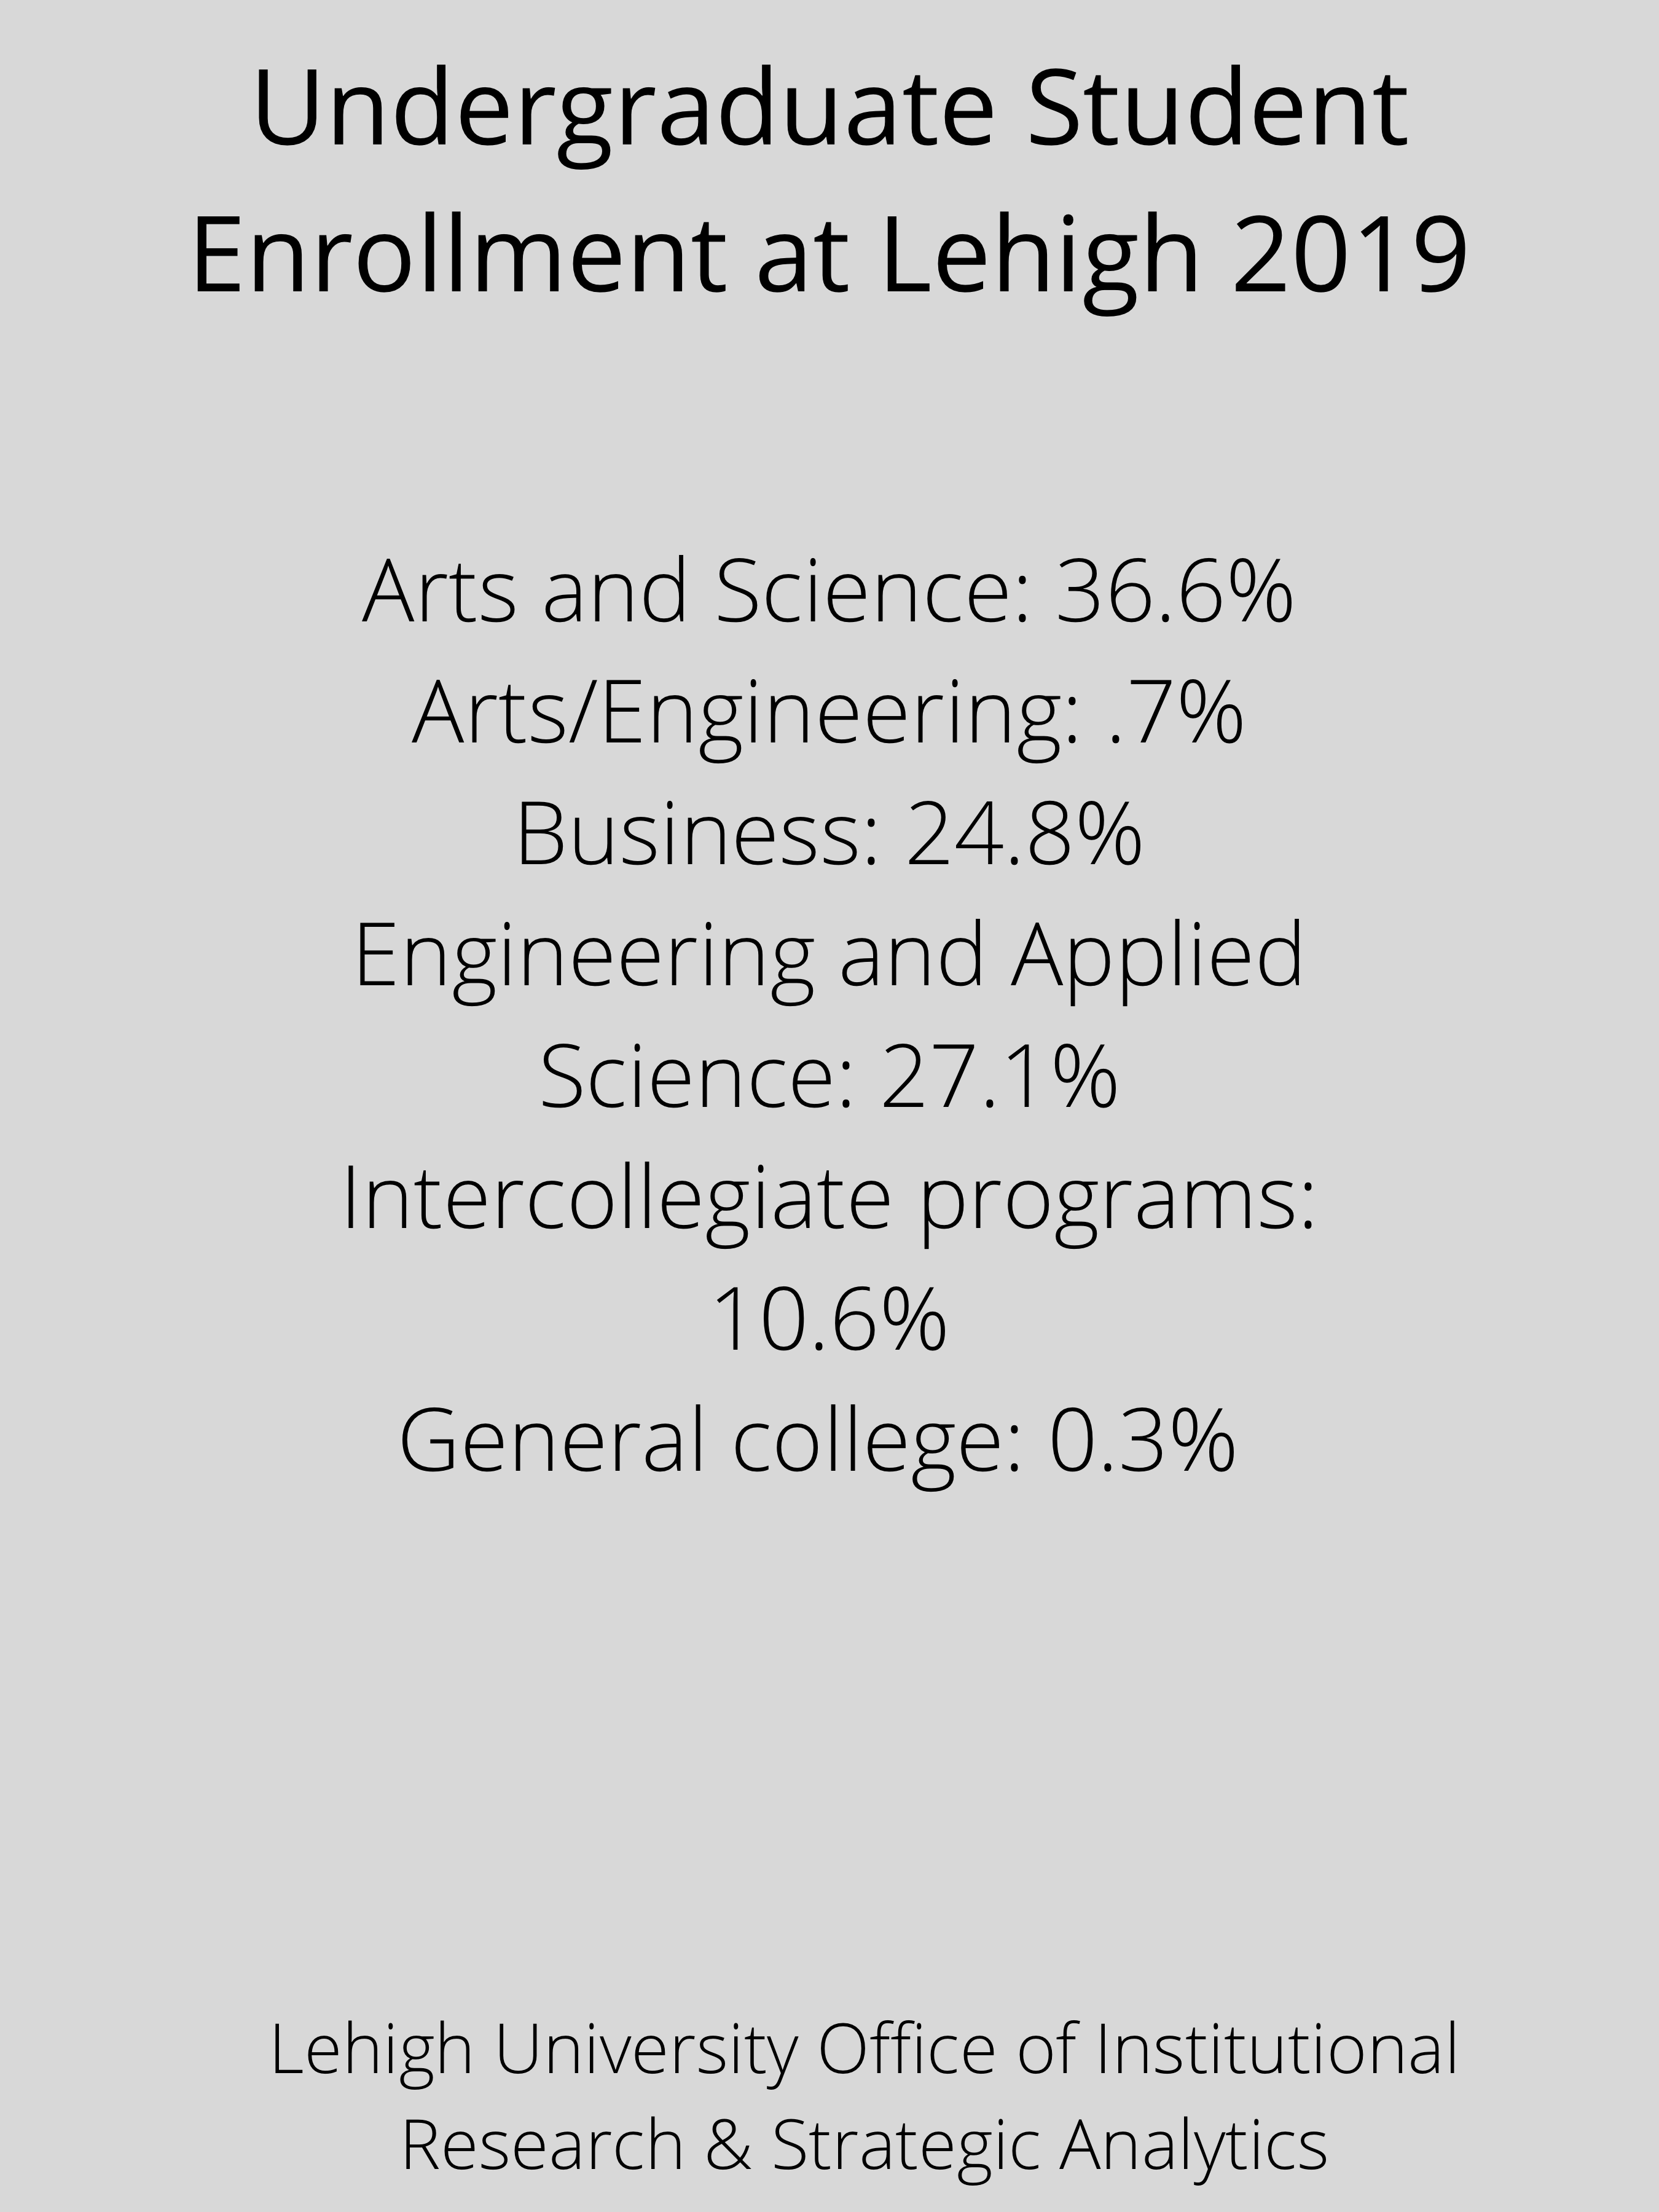 Undergraduate Student
Enrollment at Lehigh 2019
Arts and Science: 36.6%
Arts/Engineering: .7%
Business: 24.8%
Engineering and Applied
Science: 27.1%
Intercollegiate programs:
10.6%
General college: 0.3%
Lehigh University Office of Institutional
Research & Strategic Analytics